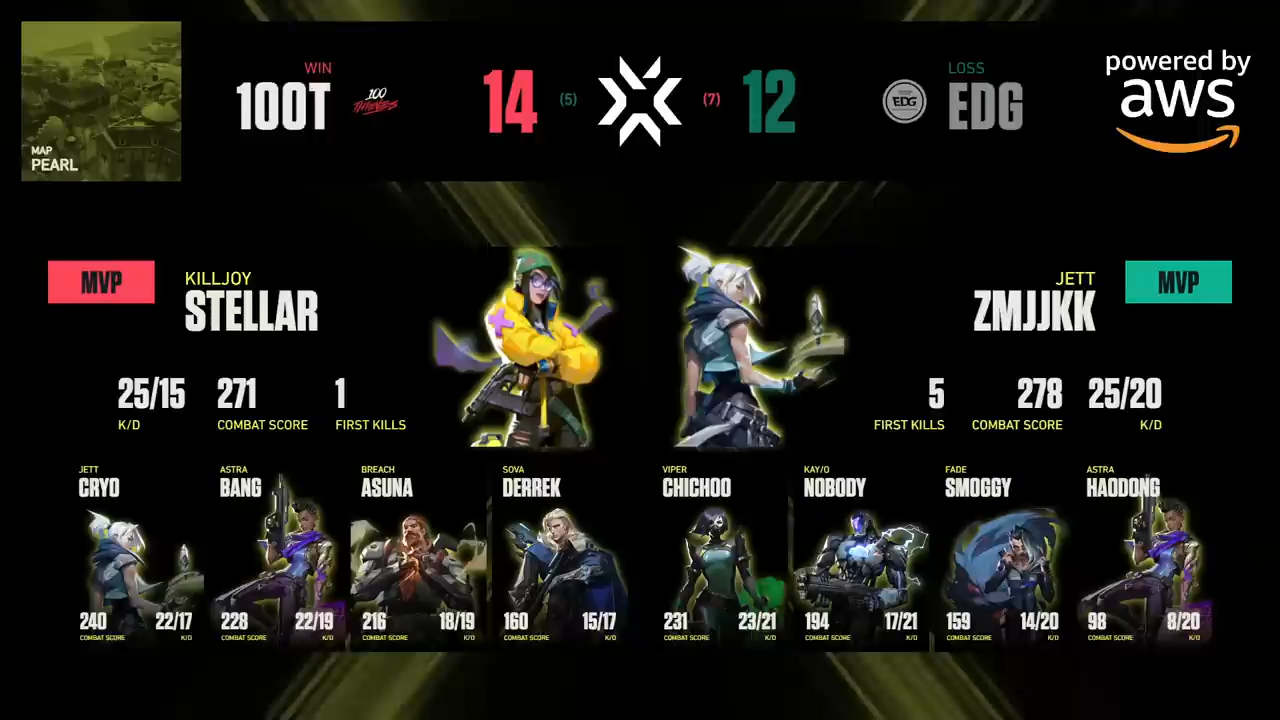 MAP
PEARL
WIN
100T
100
THIEVES
14
(5)
(7)
12
EDG
LOSS
EDG
powered by
aws
MVP
KILLJOY
STELLAR
25/15
K/D
271
COMBAT SCORE
1
FIRST KILLS
JETT
ZMJJKK
MVP
5
FIRST KILLS
278
COMBAT SCORE
25/20
K/D
JETT
CRYO
240
COMBAT SCORE
22/17
K/D
ASTRA
BANG
228
COMBAT SCORE
22/19
K/D
BREACH
ASUNA
216
COMBAT SCORE
18/19
K/D
SOVA
DERREK
160
COMBAT SCORE
15/17
K/D
VIPER
CHICHOO
231
COMBAT SCORE
23/21
K/D
KAY/O
NOBODY
194
COMBAT SCORE
17/21
K/D
FADE
SMOGGY
159
COMBAT SCORE
14/20
K/D
ASTRA
HAODONG
98
COMBAT SCORE
8/20
K/D